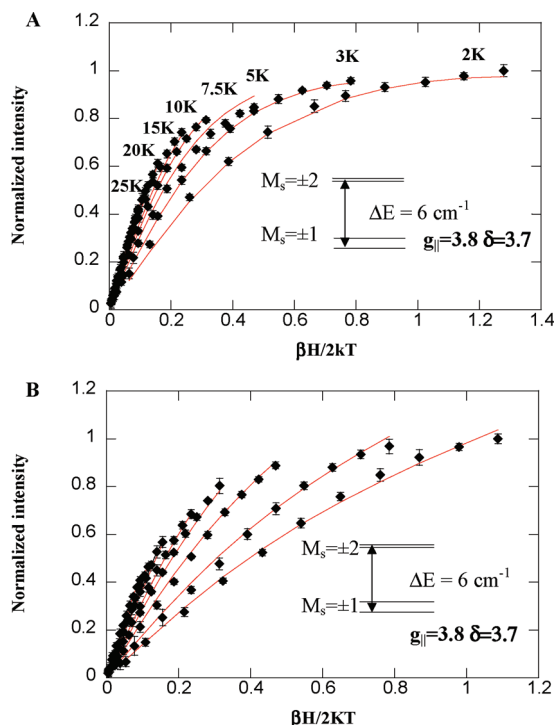 A
Normalized intensity
1.2
1
0.8
0.6
0.4
0.2
0
0
0.2
0.4
0.6
0.8
1
1.2
1.4
βH/2kT
25K
20K
15K
10K
7.5K
5K
3K
2K
Mₛ=±2
ΔE = 6 cm⁻¹
Mₛ=±1
g||=3.8 δ=3.7
B
Normalized intensity
1.2
1
0.8
0.6
0.4
0.2
0
0
0.2
0.4
0.6
0.8
1
1.2
βH/2KT
Mₛ=±2
ΔE = 6 cm⁻¹
Mₛ=±1
g||=3.8 δ=3.7